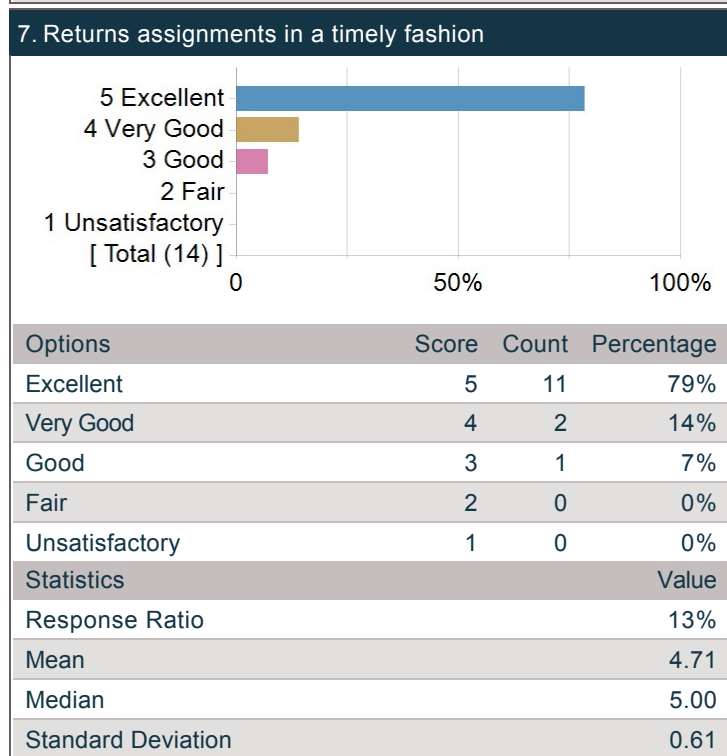 7. Returns assignments in a timely fashion
5 Excellent
4 Very Good
3 Good
2 Fair
1 Unsatisfactory
[ Total (14) ]
0 50% 100%
Options Score Count Percentage
Excellent 5 11 79%
Very Good 4 2 14%
Good 3 1 7%
Fair 2 0 0%
Unsatisfactory 1 0 0%
Statistics Value
Response Ratio 13%
Mean 4.71
Median 5.00
Standard Deviation 0.61